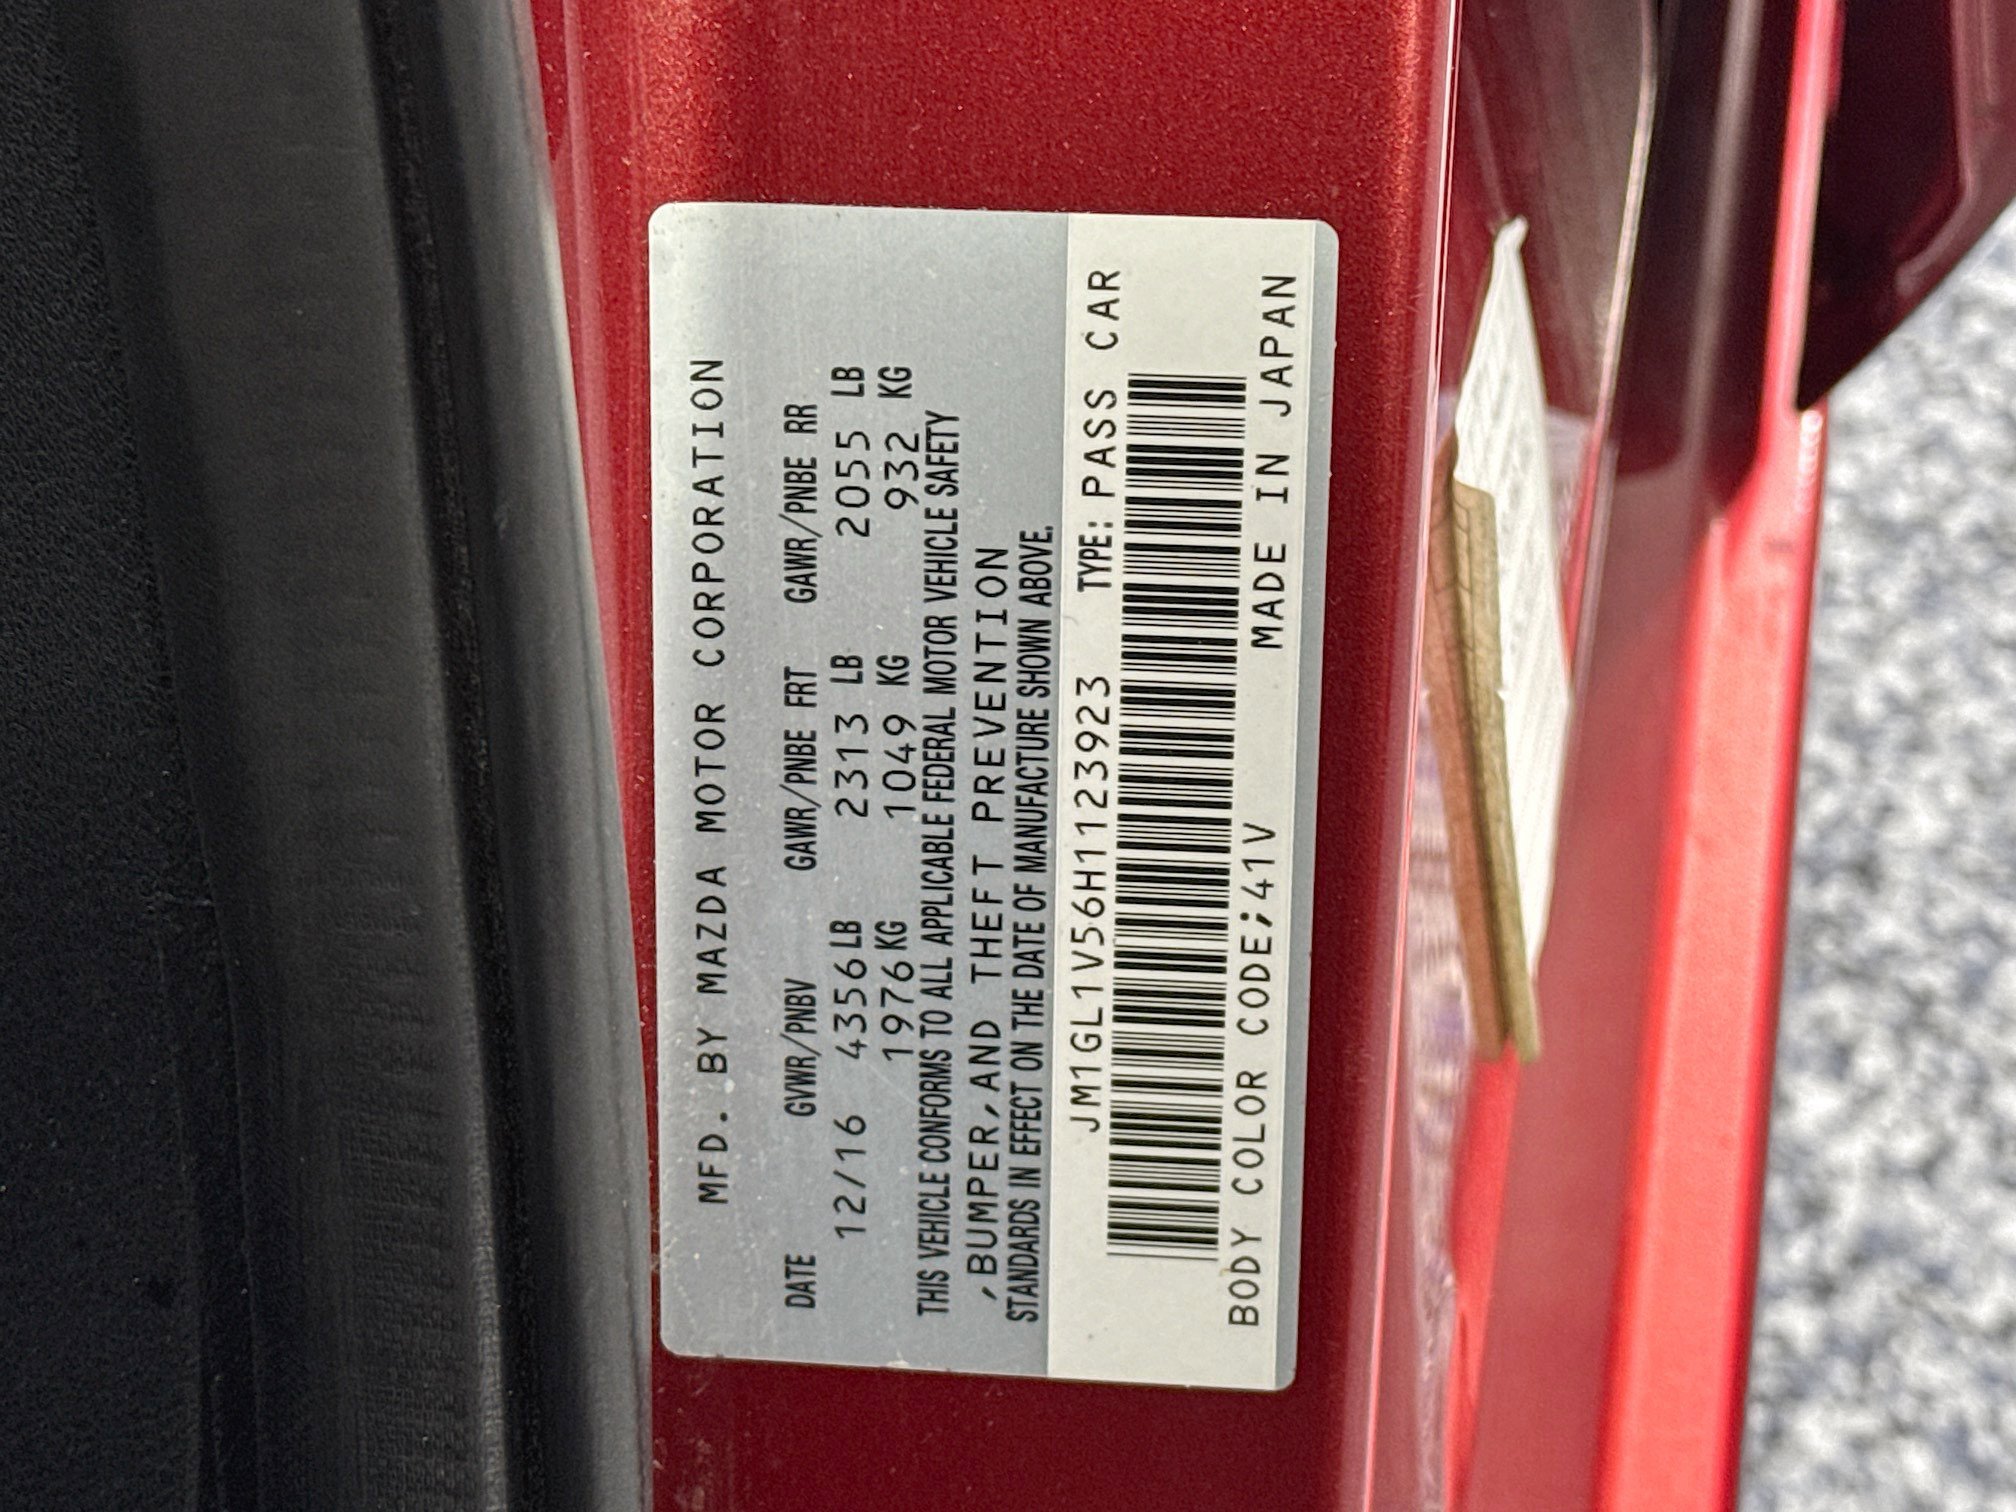 MFD. BY MAZDA MOTOR CORPORATION
DATE GVWR/PNBV GAWR/PNBE FRT GAWR/PNBE RR
12/16 4356LB 2313 LB 2055 LB
1976KG 1049 KG 932 KG
THIS VEHICLE CONFORMS TO ALL APPLICABLE FEDERAL MOTOR VEHICLE SAFETY
,BUMPER,AND THEFT PREVENTION
STANDARDS IN EFFECT ON THE DATE OF MANUFACTURE SHOWN ABOVE.
JM1GL1V56H1123923 TYPE: PASS CAR
BODY COLOR CODE;41V MADE IN JAPAN